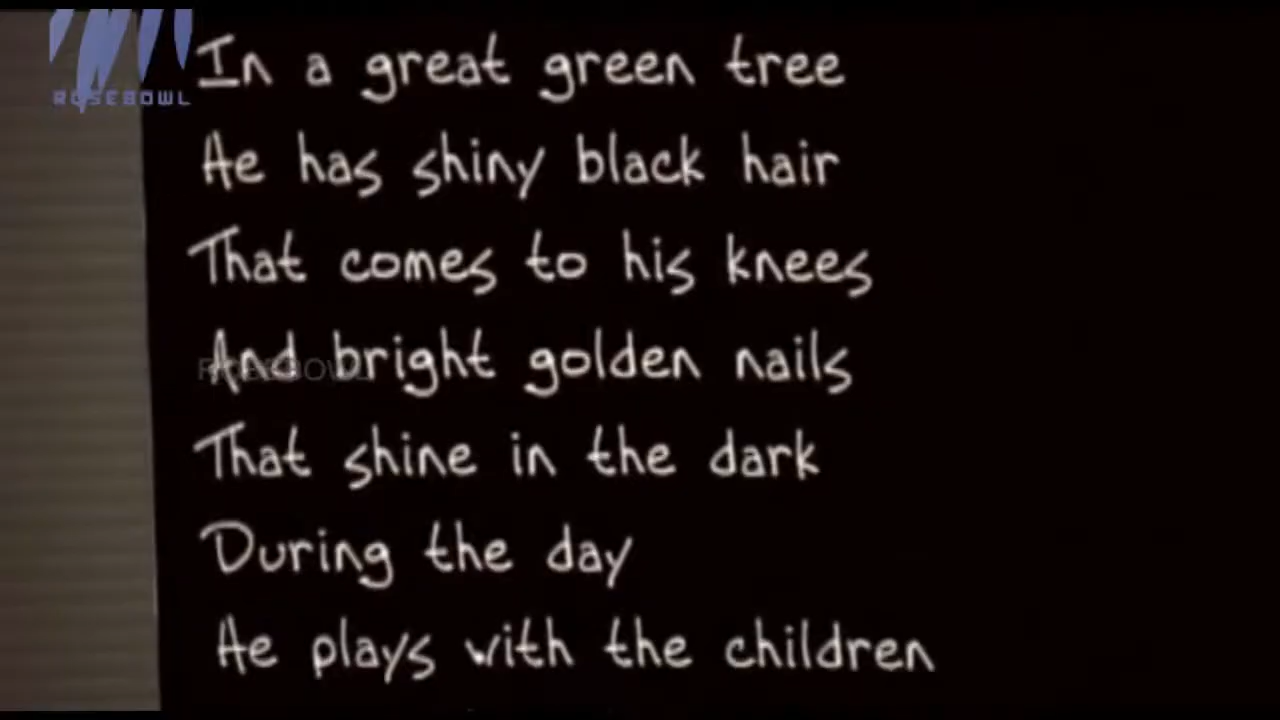 ROSEBOWL
In a great green tree
He has shiny black hair
That comes to his knees
And bright golden nails
ROSEBOWL
That shine in the dark
During the day
He plays with the children